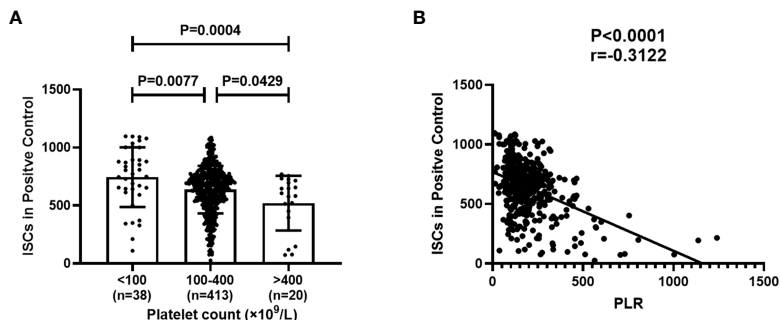 A
P=0.0004
P=0.0077 P=0.0429
ISCs in Positve Control
1500
1000
500
0
<100 100-400 >400
(n=38) (n=413) (n=20)
Platelet count (×10⁹/L)
B
P<0.0001
r=-0.3122
ISCs in Positve Control
1500
1000
500
0
0 500 1000 1500
PLR